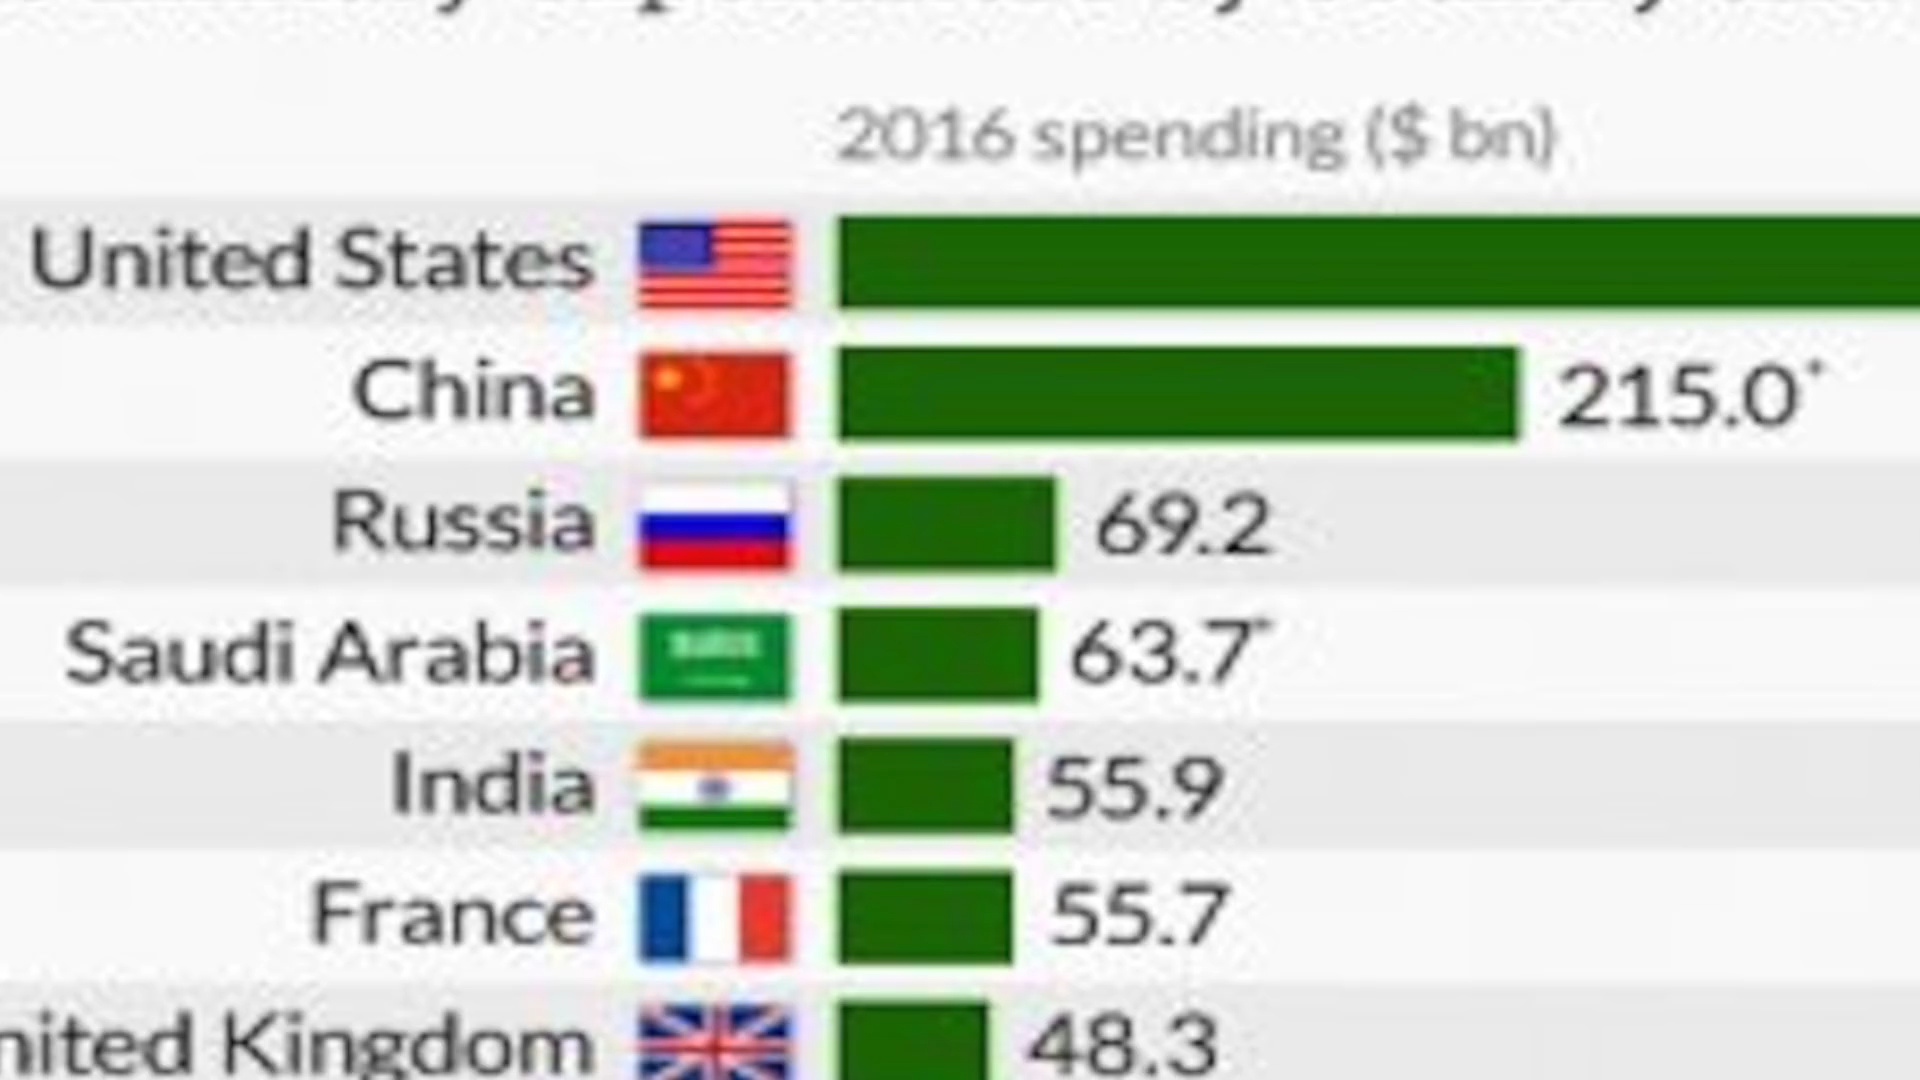 2016 spending ($ bn)
United States
China 215.0*
Russia 69.2
Saudi Arabia 63.7*
India 55.9
France 55.7
nited Kingdom 48.3